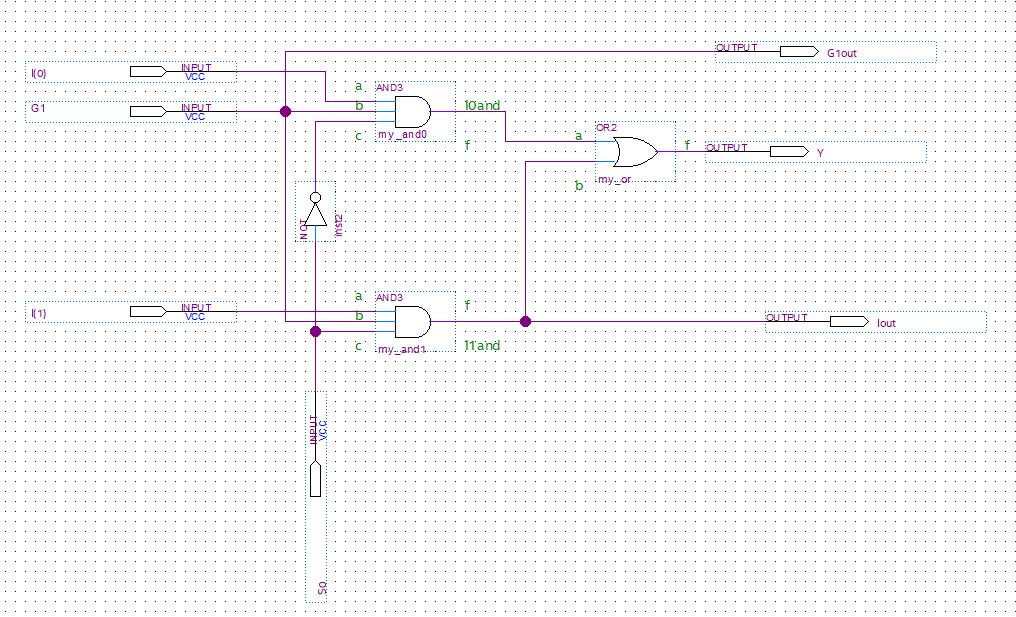 OUTPUT
G1out
I(0)
INPUT
VCC
a
AND3
G1
INPUT
VCC
b
I0and
c
my_and0
f
a
OR2
f
OUTPUT
Y
b
my_or
NOT
inst2
a
AND3
f
I(1)
INPUT
VCC
b
OUTPUT
Iout
c
my_and1
I1and
INPUT
VCC
S0